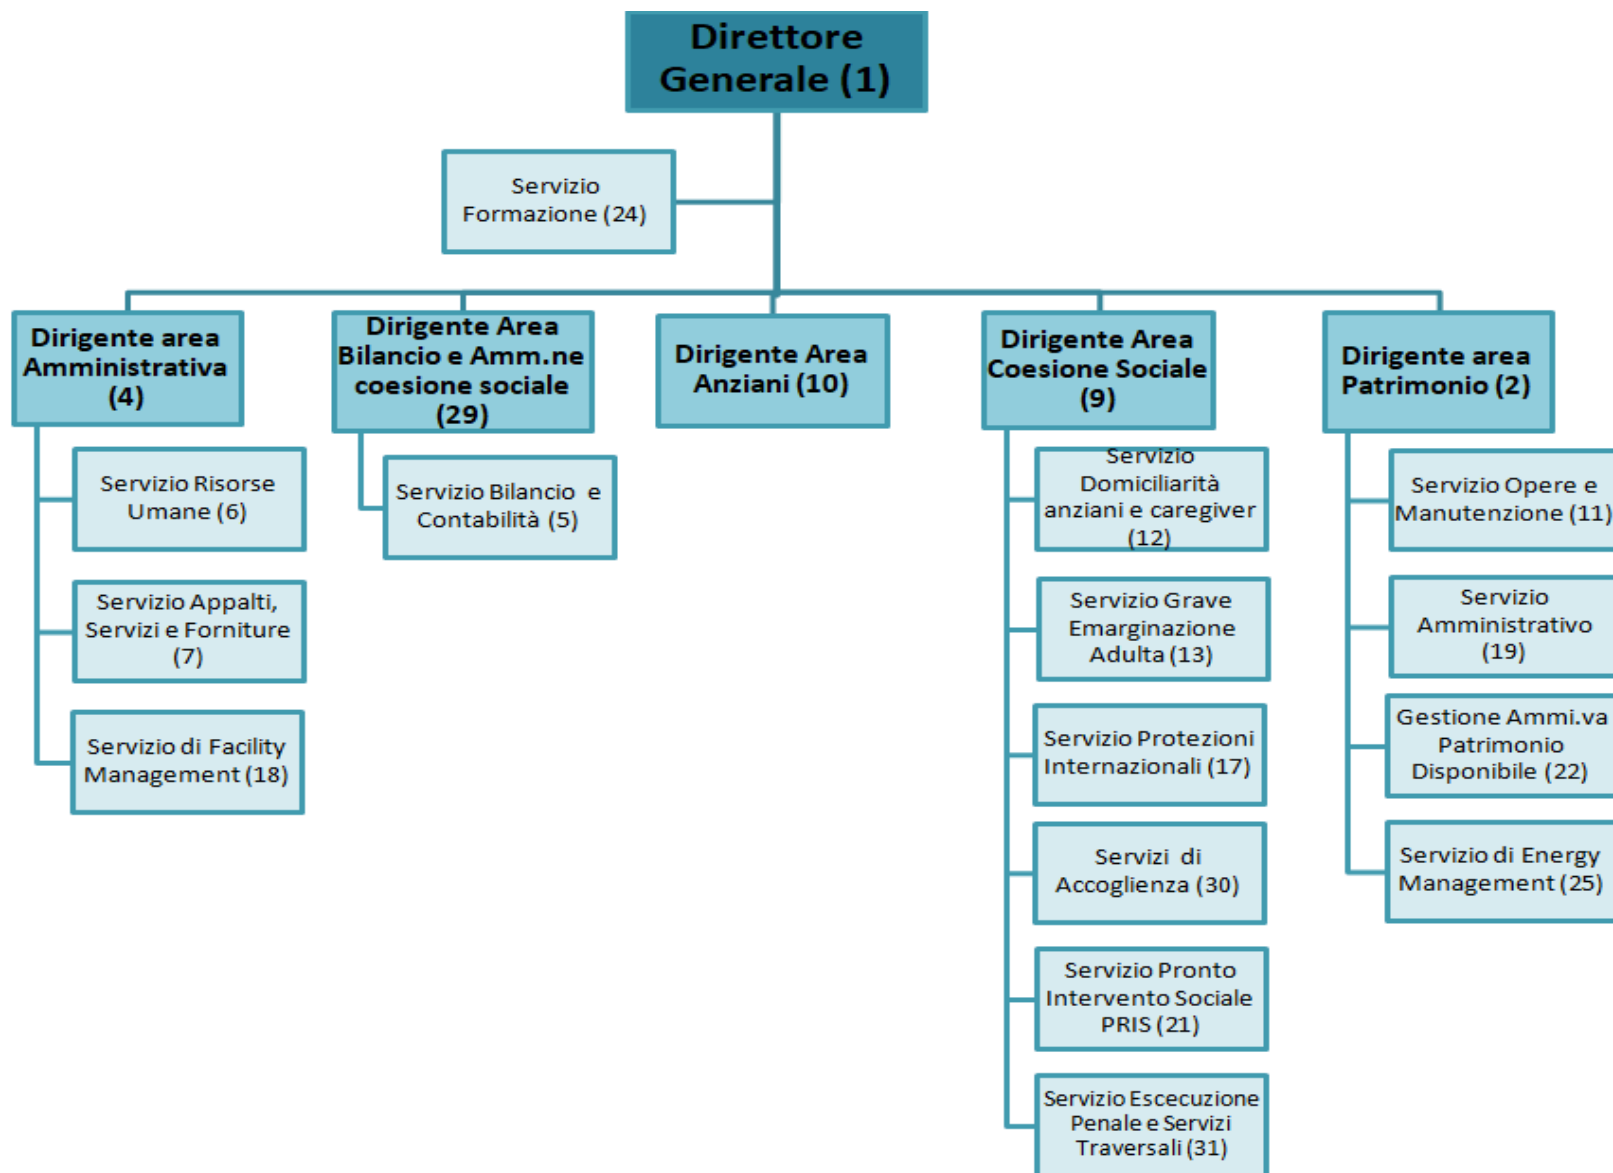 Direttore
Generale (1)
Servizio
Formazione (24)
Dirigente area
Amministrativa
(4)
Servizio Risorse
Umane (6)
Servizio Appalti,
Servizi e Forniture
(7)
Servizio di Facility
Management (18)
Dirigente Area
Bilancio e Amm.ne
coesione sociale
(29)
Servizio Bilancio e
Contabilità (5)
Dirigente Area
Anziani (10)
Dirigente Area
Coesione Sociale
(9)
Servizio
Domiciliarità
anziani e caregiver
(12)
Servizio Grave
Emarginazione
Adulta (13)
Servizio Protezioni
Internazionali (17)
Servizi di
Accoglienza (30)
Servizio Pronto
Intervento Sociale
PRIS (21)
Servizio Escecuzione
Penale e Servizi
Traversali (31)
Dirigente area
Patrimonio (2)
Servizio Opere e
Manutenzione (11)
Servizio
Amministrativo
(19)
Gestione Ammi.va
Patrimonio
Disponibile (22)
Servizio di Energy
Management (25)